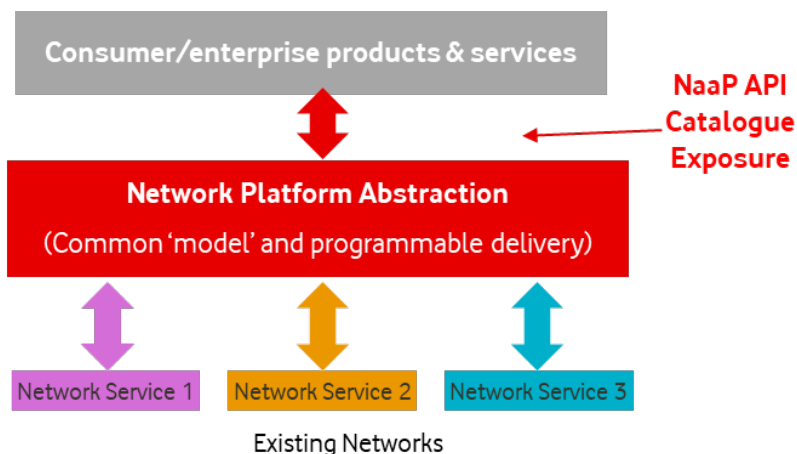 Consumer/enterprise products & services
NaaP API
Catalogue
Exposure
Network Platform Abstraction
(Common ‘model’ and programmable delivery)
Network Service 1
Network Service 2
Network Service 3
Existing Networks